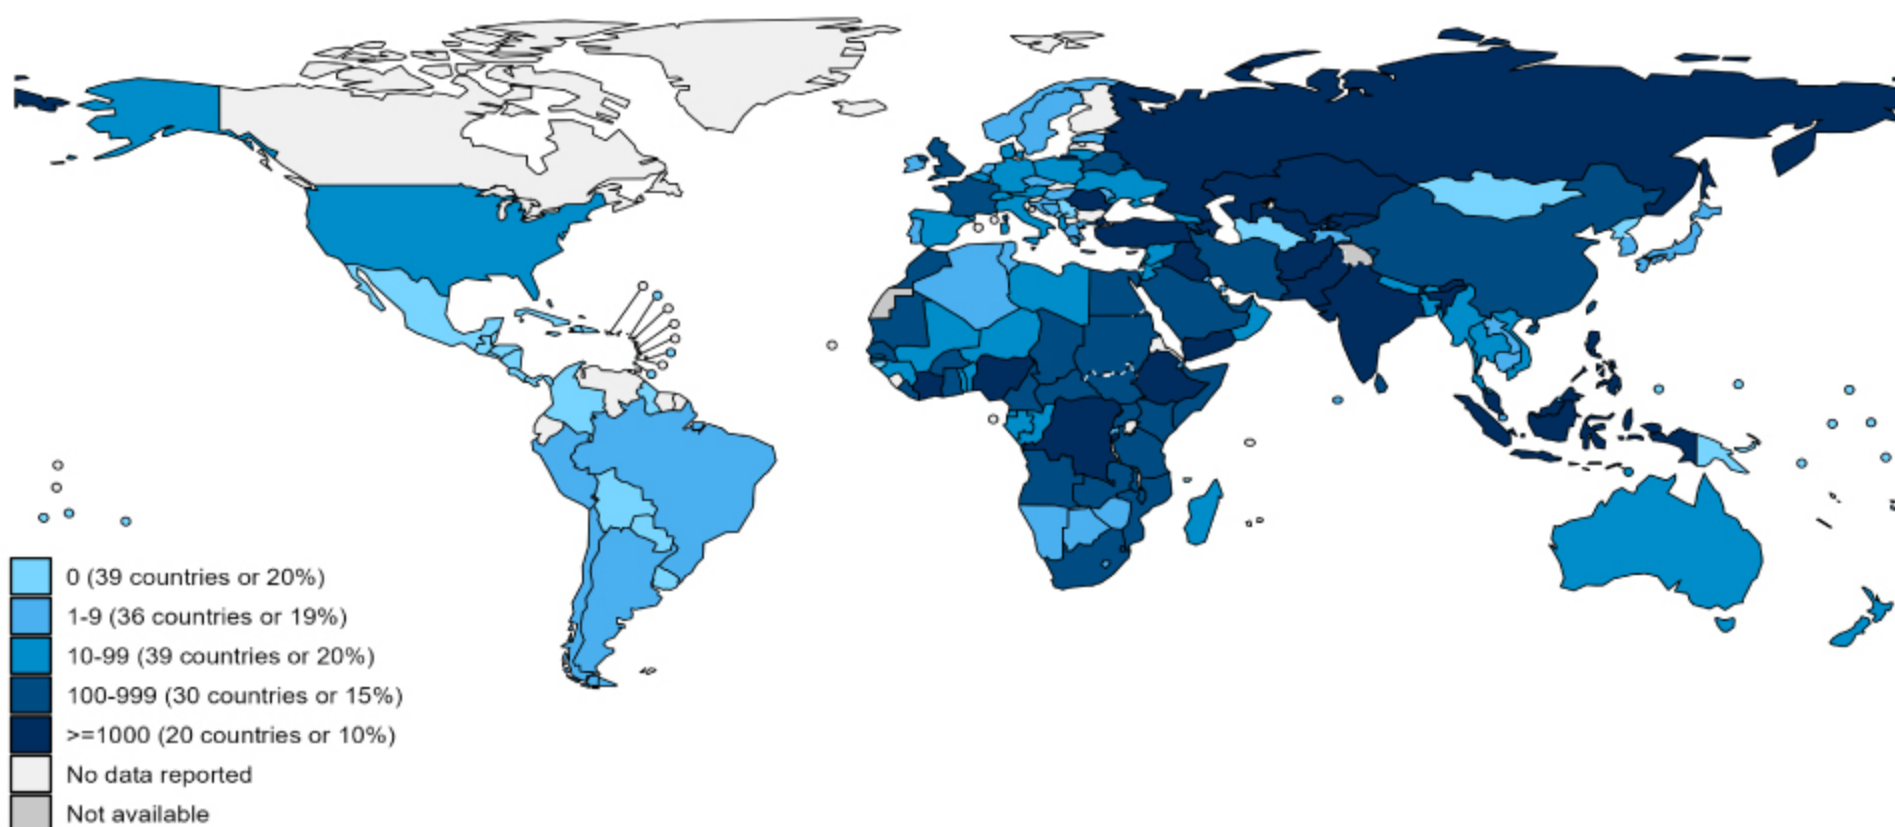 0 (39 countries or 20%)
1-9 (36 countries or 19%)
10-99 (39 countries or 20%)
100-999 (30 countries or 15%)
>=1000 (20 countries or 10%)
No data reported
Not available